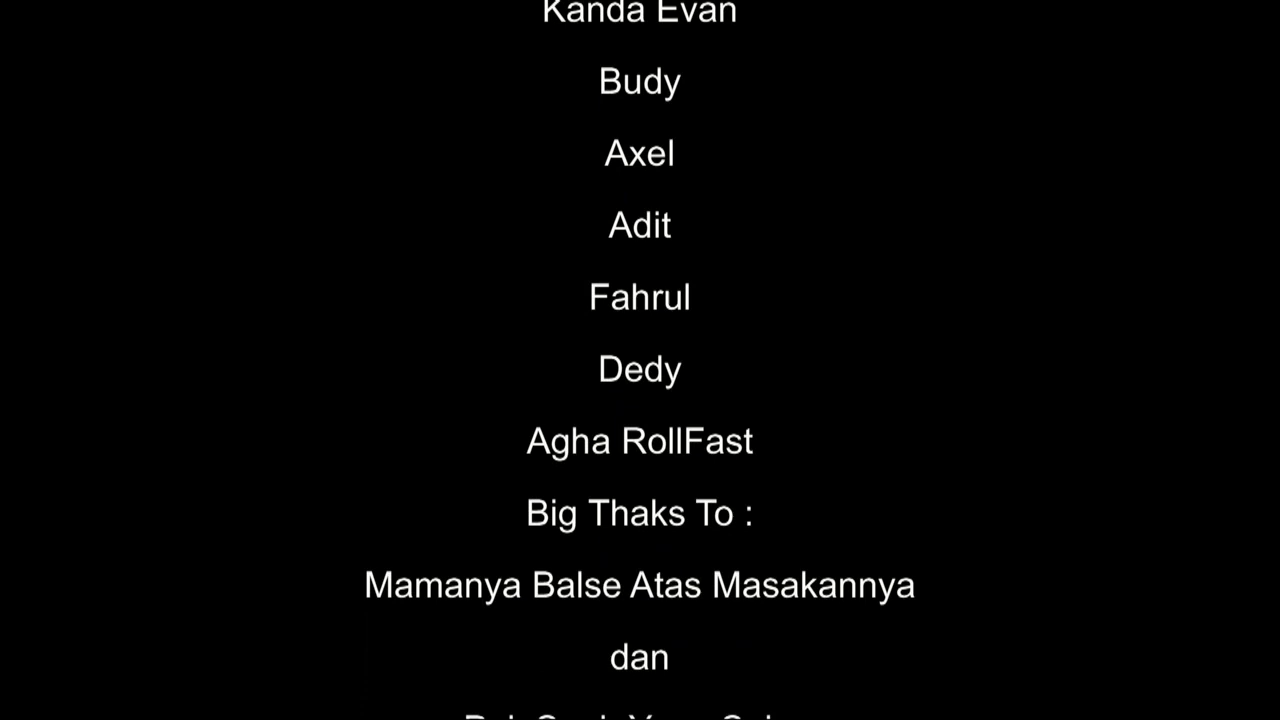 Kanda Evan
Budy
Axel
Adit
Fahrul
Dedy
Agha RollFast
Big Thaks To :
Mamanya Balse Atas Masakannya
dan